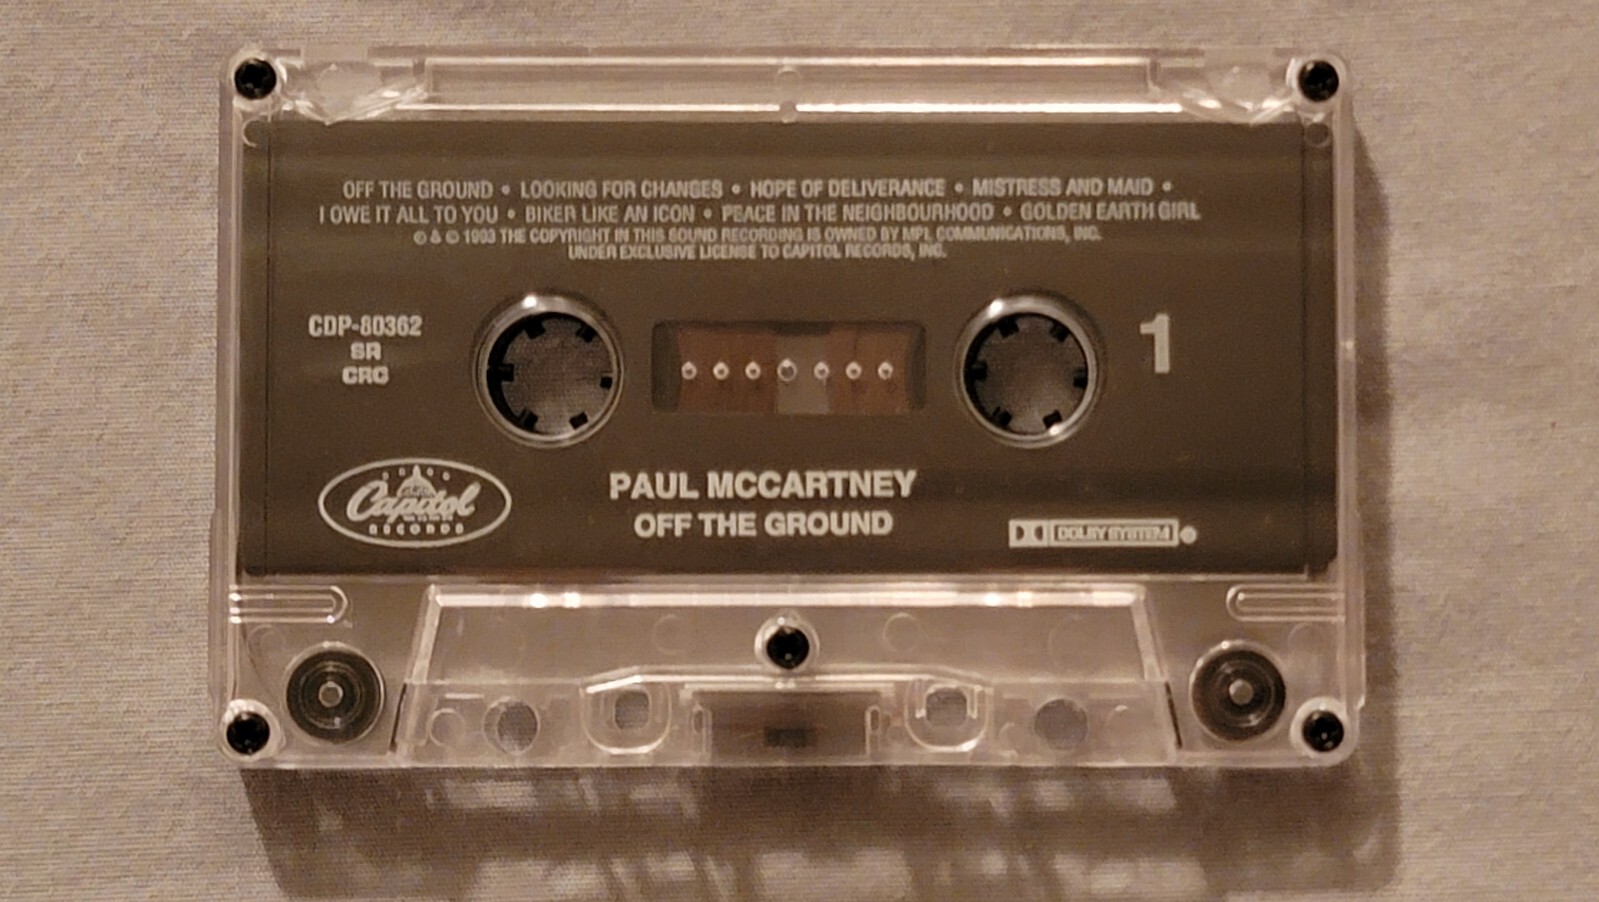 OFF THE GROUND • LOOKING FOR CHANGES • HOPE OF DELIVERANCE • MISTRESS AND MAID •
I OWE IT ALL TO YOU • BIKER LIKE AN ICON • PEACE IN THE NEIGHBOURHOOD • GOLDEN EARTH GIRL
℗ & © 1993 THE COPYRIGHT IN THIS SOUND RECORDING IS OWNED BY MPL COMMUNICATIONS, INC.
UNDER EXCLUSIVE LICENSE TO CAPITOL RECORDS, INC.
CDP-80362
SR
CRC
1
Capitol
RECORDS
PAUL MCCARTNEY
OFF THE GROUND
DOLBY SYSTEM